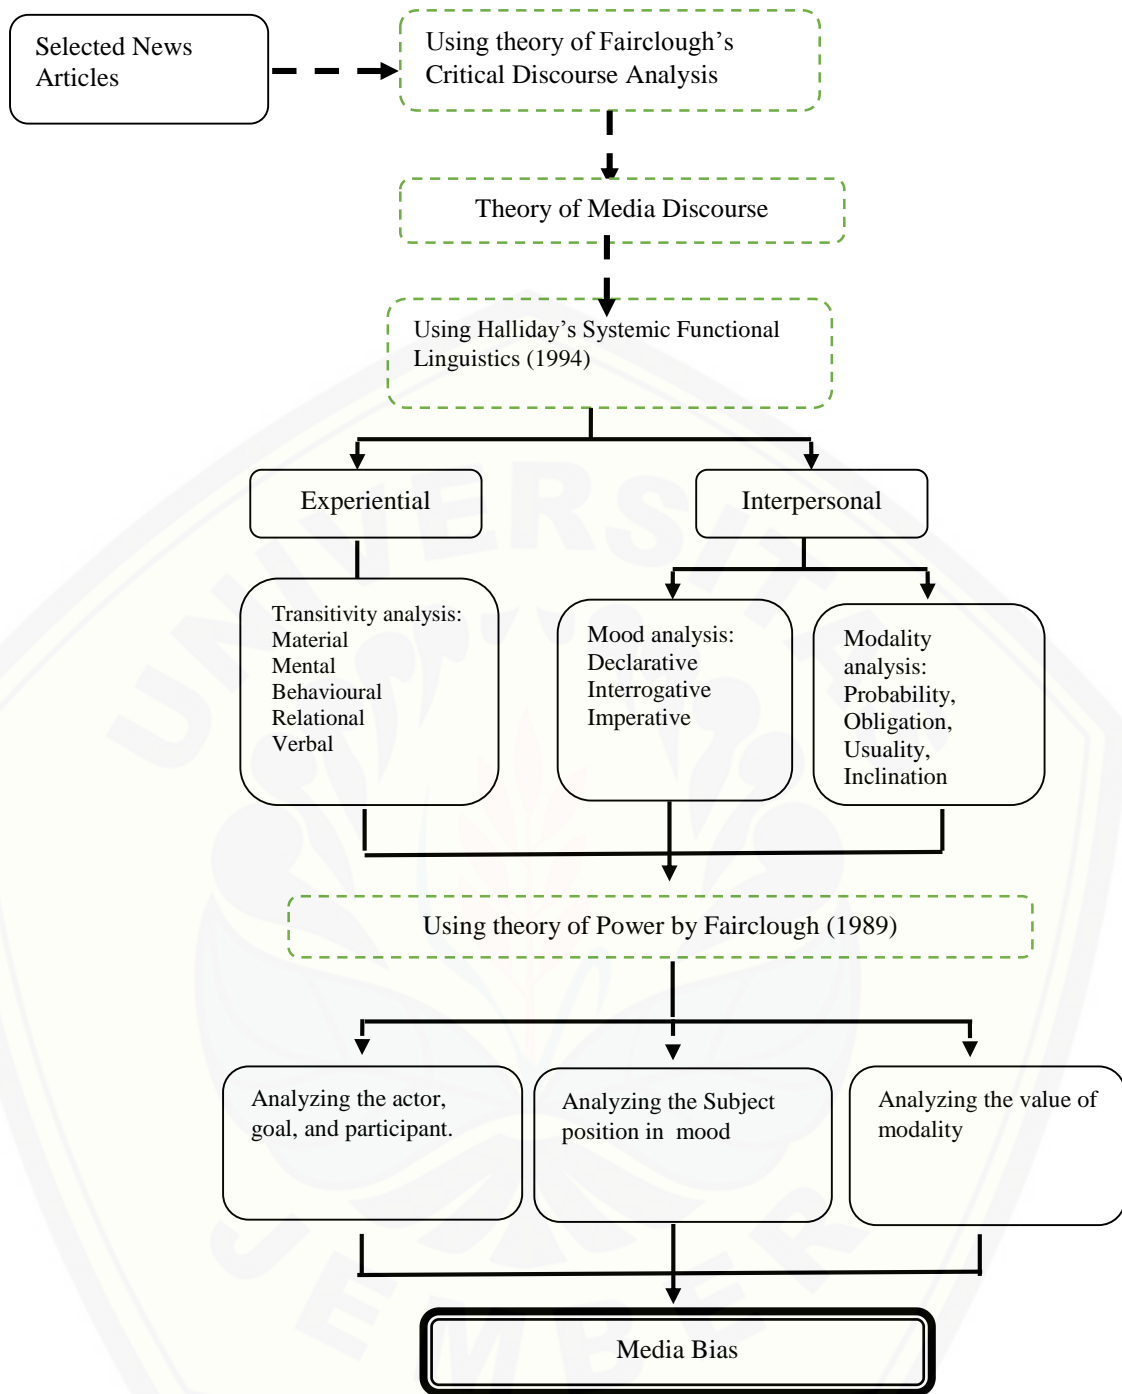 Selected News
Articles
Using theory of Fairclough’s
Critical Discourse Analysis
Theory of Media Discourse
Using Halliday’s Systemic Functional
Linguistics (1994)
Experiential
Interpersonal
Transitivity analysis:
Material
Mental
Behavioural
Relational
Verbal
Mood analysis:
Declarative
Interrogative
Imperative
Modality
analysis:
Probability,
Obligation,
Usuality,
Inclination
Using theory of Power by Fairclough (1989)
Analyzing the actor,
goal, and participant.
Analyzing the Subject
position in  mood
Analyzing the value of
modality
Media Bias
UNIVERSITAS
JEMBER